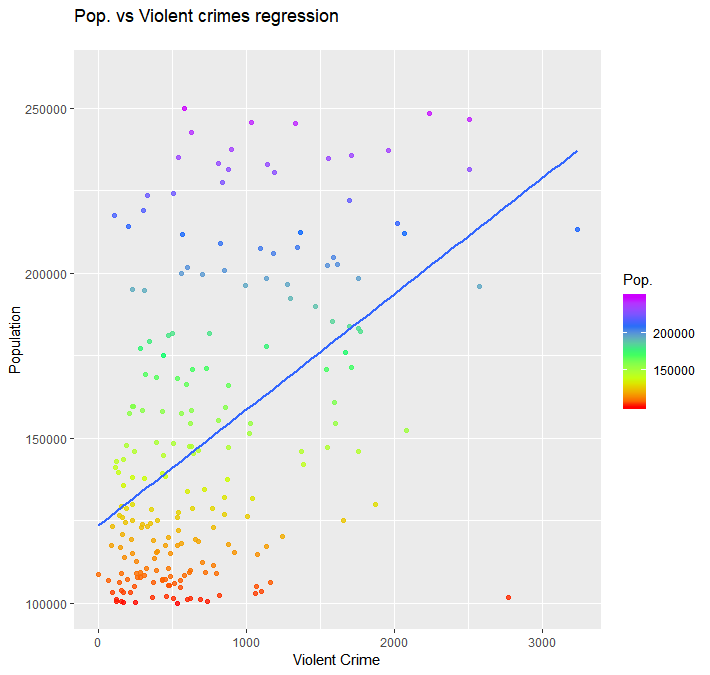 Pop. vs Violent crimes regression
250000
200000
150000
100000
Population
0
1000
2000
3000
Violent Crime
Pop.
200000
150000